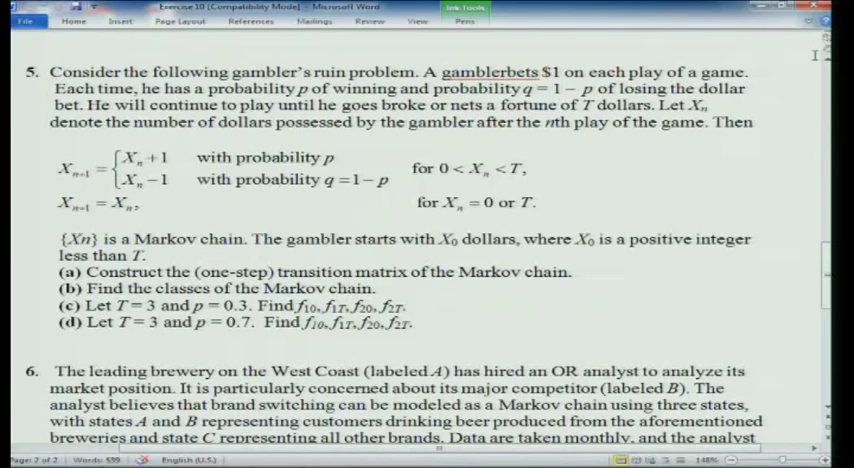 Exercise 10 [Compatibility Mode] - Microsoft Word
Ink Tools
File Home Insert Page Layout References Mailings Review View Pens
5. Consider the following gambler's ruin problem. A gamblerbets $1 on each play of a game.
Each time, he has a probability p of winning and probability q = 1 – p of losing the dollar
bet. He will continue to play until he goes broke or nets a fortune of T dollars. Let Xn
denote the number of dollars possessed by the gambler after the nth play of the game. Then
Xn+1 = { Xn + 1 with probability p
Xn − 1 with probability q = 1 – p for 0 < Xn < T,
Xn+1 = Xn, for Xn = 0 or T.
{Xn} is a Markov chain. The gambler starts with X0 dollars, where X0 is a positive integer
less than T.
(a) Construct the (one-step) transition matrix of the Markov chain.
(b) Find the classes of the Markov chain.
(c) Let T = 3 and p = 0.3. Find f10, f1T, f20, f2T.
(d) Let T = 3 and p = 0.7. Find f10, f1T, f20, f2T.
6. The leading brewery on the West Coast (labeled A) has hired an OR analyst to analyze its
market position. It is particularly concerned about its major competitor (labeled B). The
analyst believes that brand switching can be modeled as a Markov chain using three states,
with states A and B representing customers drinking beer produced from the aforementioned
breweries and state C representing all other brands. Data are taken monthly, and the analyst
Page: 2 of 2 Words: 599 English (U.S.) 148%